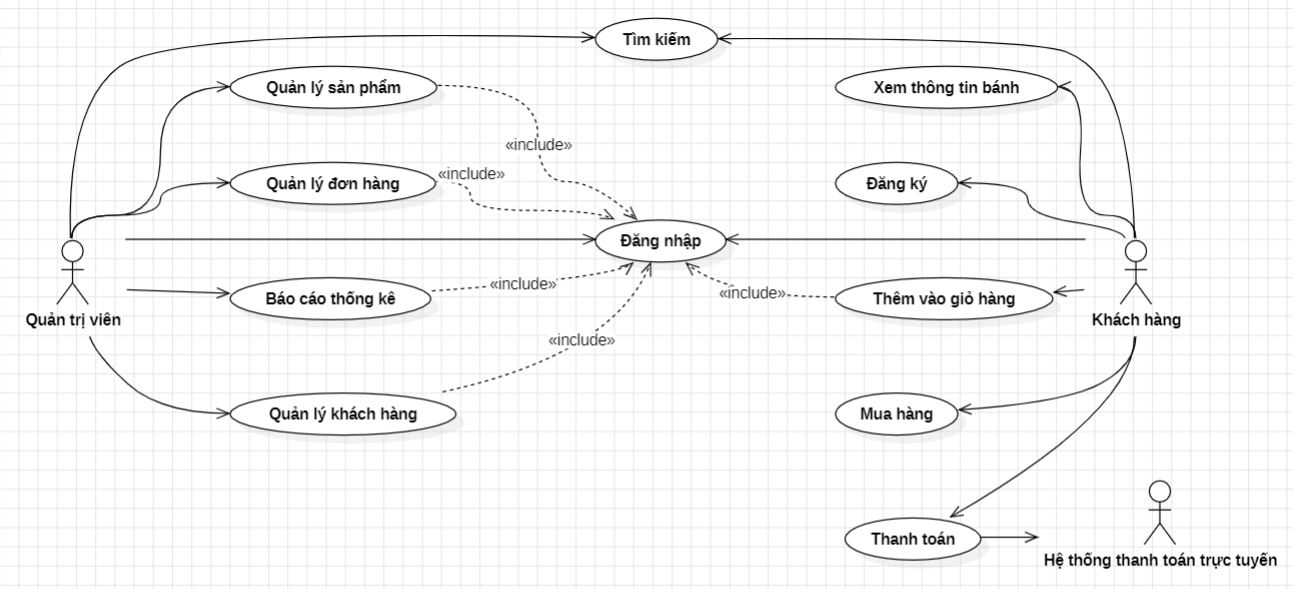 Tìm kiếm
Quản lý sản phẩm
Xem thông tin bánh
«include»
«include»
Quản lý đơn hàng
Đăng ký
Đăng nhập
«include»
«include»
Báo cáo thống kê
Thêm vào giỏ hàng
Quản trị viên
Khách hàng
«include»
Quản lý khách hàng
Mua hàng
Thanh toán
Hệ thống thanh toán trực tuyến